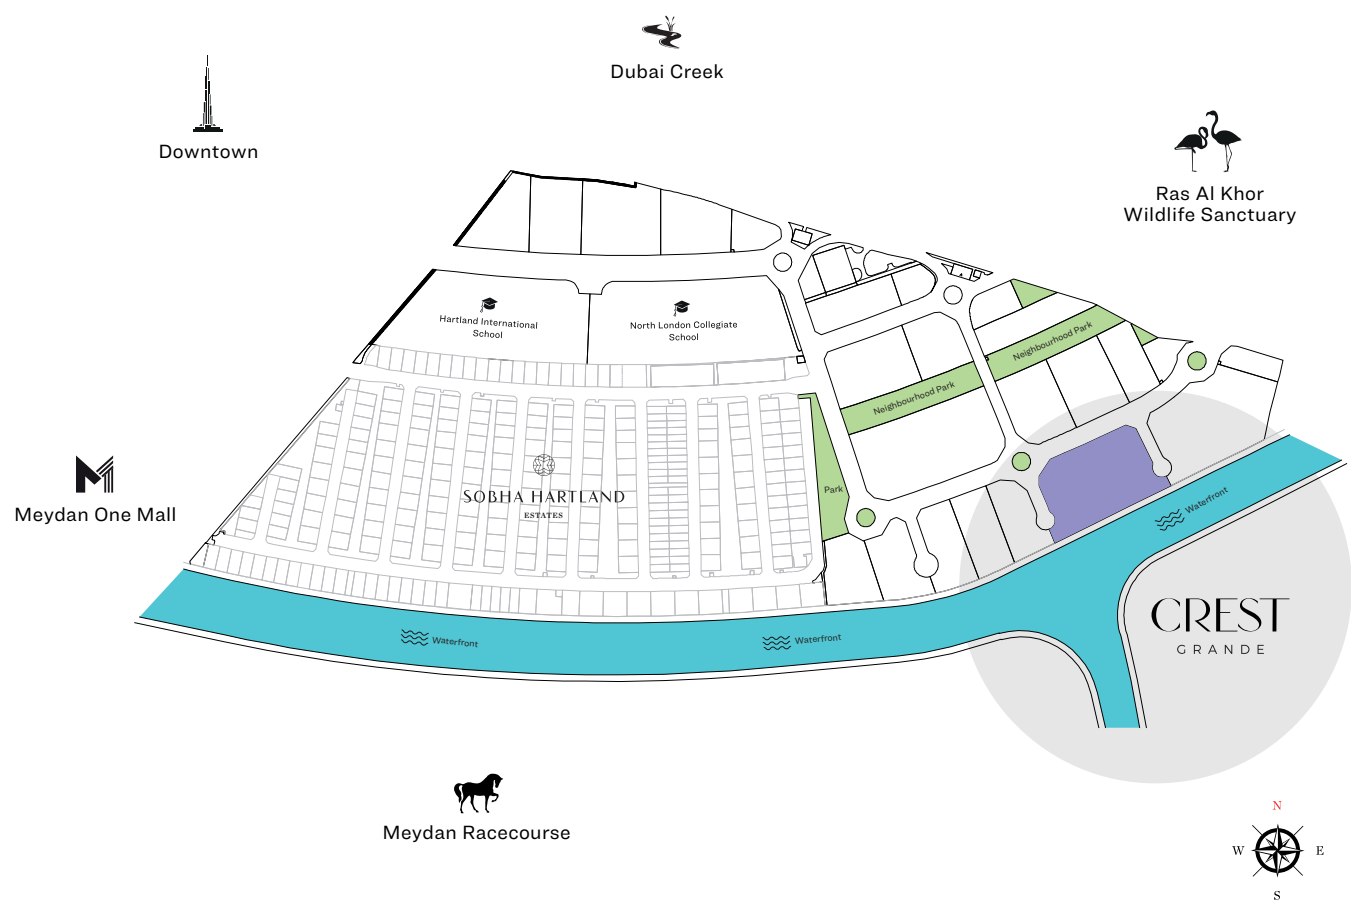 Dubai Creek
Downtown
Ras Al Khor
Wildlife Sanctuary
Hartland International
School
North London Collegiate
School
Neighbourhood Park
Neighbourhood Park
Meydan One Mall
SOBHA HARTLAND
ESTATES
Park
Waterfront
CREST
GRANDE
Waterfront
Waterfront
Meydan Racecourse
N
W
E
S